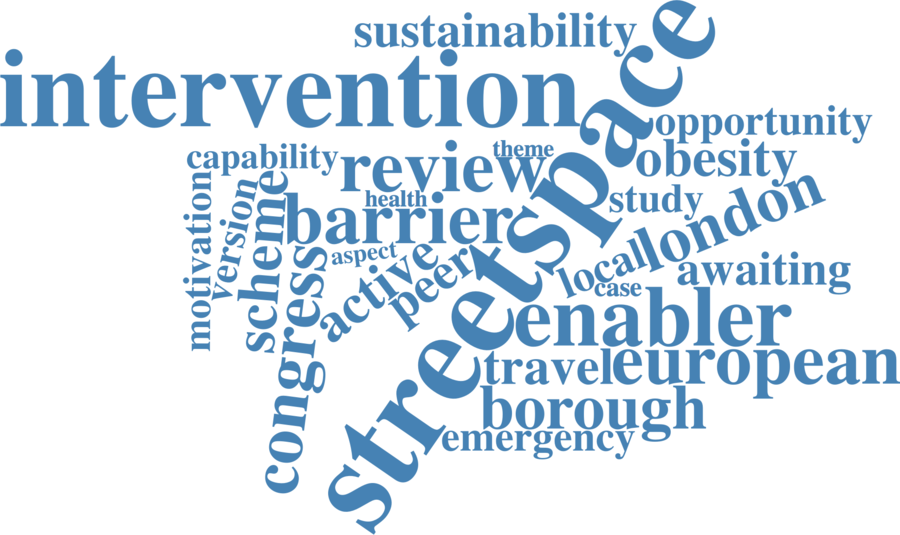 sustainability
intervention
streetspace
opportunity
theme
capability
review
obesity
health
study
london
motivation
version
scheme
barrier
aspect
active
peer
local
case
awaiting
congress
enabler
travel
european
borough
emergency